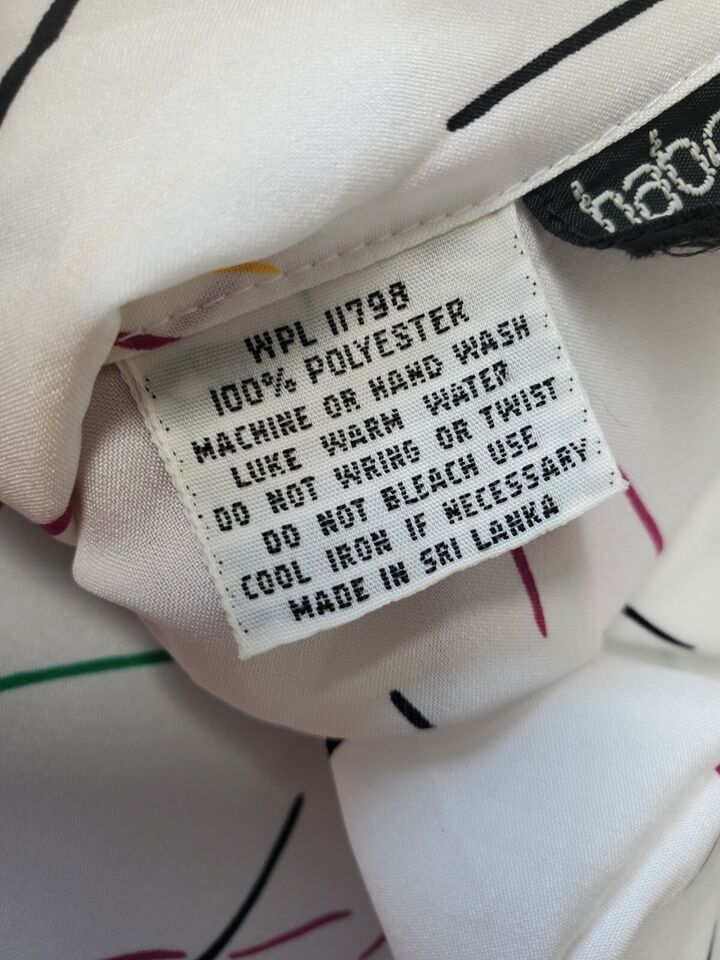 WPL 11798
100% POLYESTER
MACHINE OR HAND WASH
LUKE WARM WATER
DO NOT WRING OR TWIST
DO NOT BLEACH USE
COOL IRON IF NECESSARY
MADE IN SRI LANKA